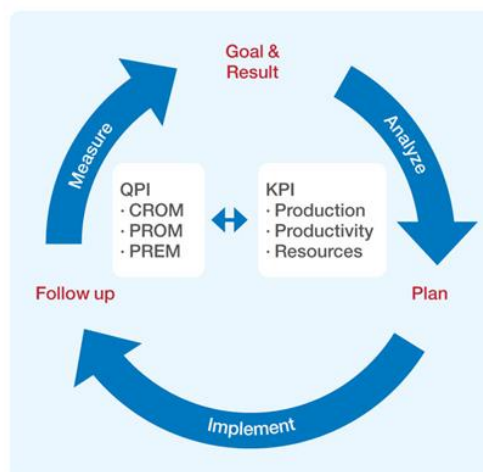 Goal &
Result
Analyze
Measure
QPI
· CROM
· PROM
· PREM
KPI
· Production
· Productivity
· Resources
Follow up
Plan
Implement